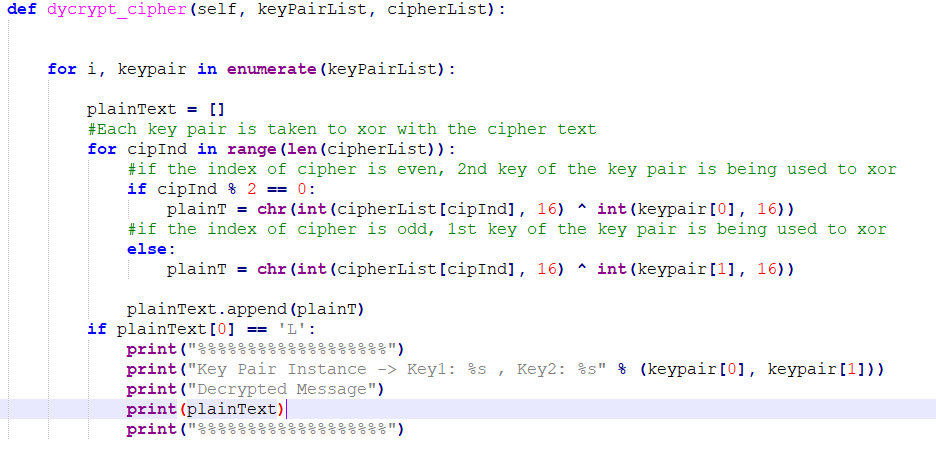 def dycrypt_cipher(self, keyPairList, cipherList):
for i, keypair in enumerate(keyPairList):
plainText = []
#Each key pair is taken to xor with the cipher text
for cipInd in range(len(cipherList)):
#if the index of cipher is even, 2nd key of the key pair is being used to xor
if cipInd % 2 == 0:
plainT = chr(int(cipherList[cipInd], 16) ^ int(keypair[0], 16))
#if the index of cipher is odd, 1st key of the key pair is being used to xor
else:
plainT = chr(int(cipherList[cipInd], 16) ^ int(keypair[1], 16))
plainText.append(plainT)
if plainText[0] == 'L':
print("%%%%%%%%%%%%%%%%%%%")
print("Key Pair Instance -> Key1: %s , Key2: %s" % (keypair[0], keypair[1]))
print("Decrypted Message")
print(plainText)
print("%%%%%%%%%%%%%%%%%%%")